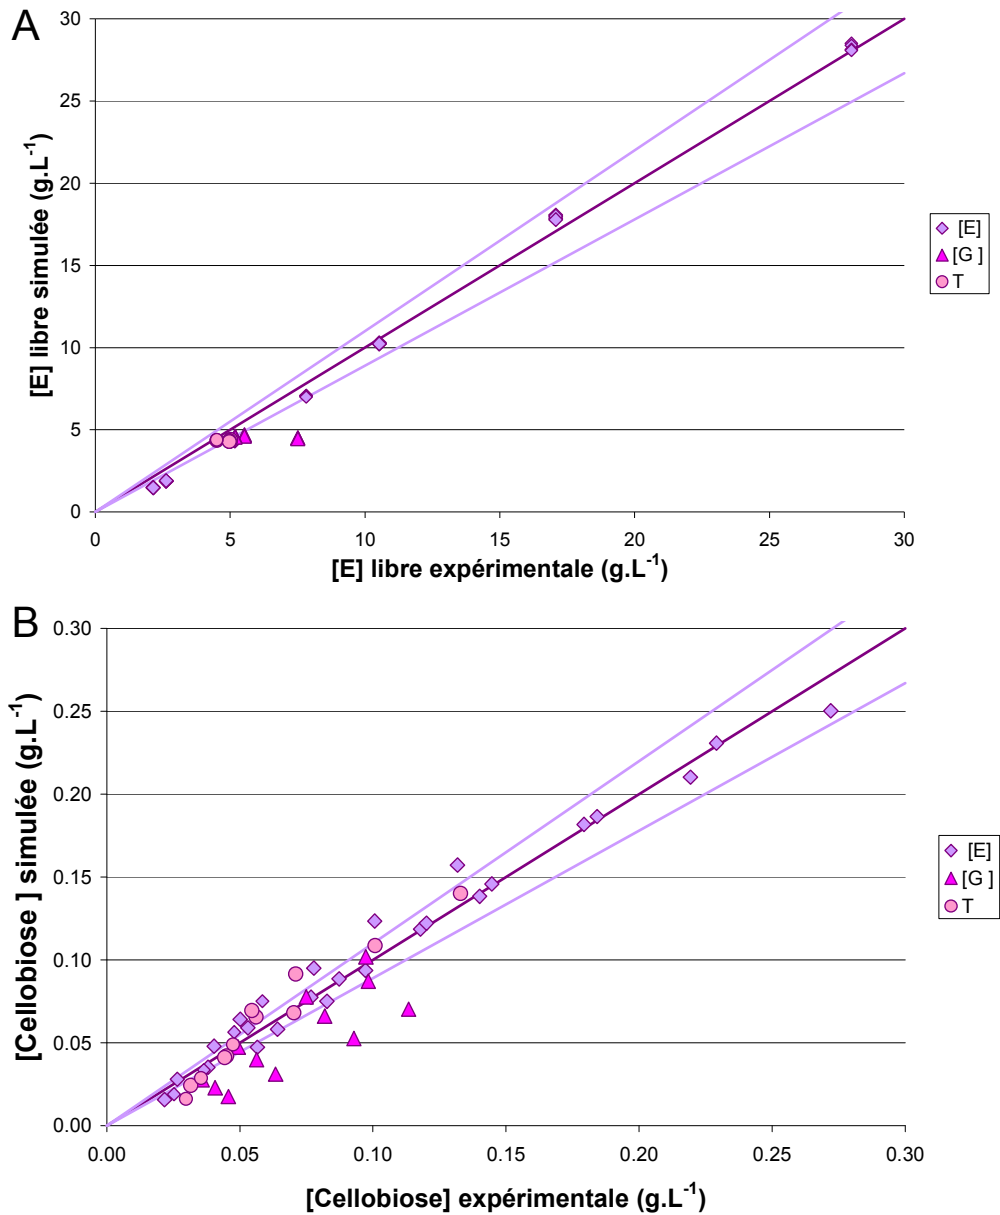 A
30
25
20
15
10
5
0
[E] libre simulée (g.L-1)
0 5 10 15 20 25 30
[E] libre expérimentale (g.L-1)
[E]
[G ]
T
B
0.30
0.25
0.20
0.15
0.10
0.05
0.00
[Cellobiose ] simulée (g.L-1)
0.00 0.05 0.10 0.15 0.20 0.25 0.30
[Cellobiose] expérimentale (g.L-1)
[E]
[G ]
T